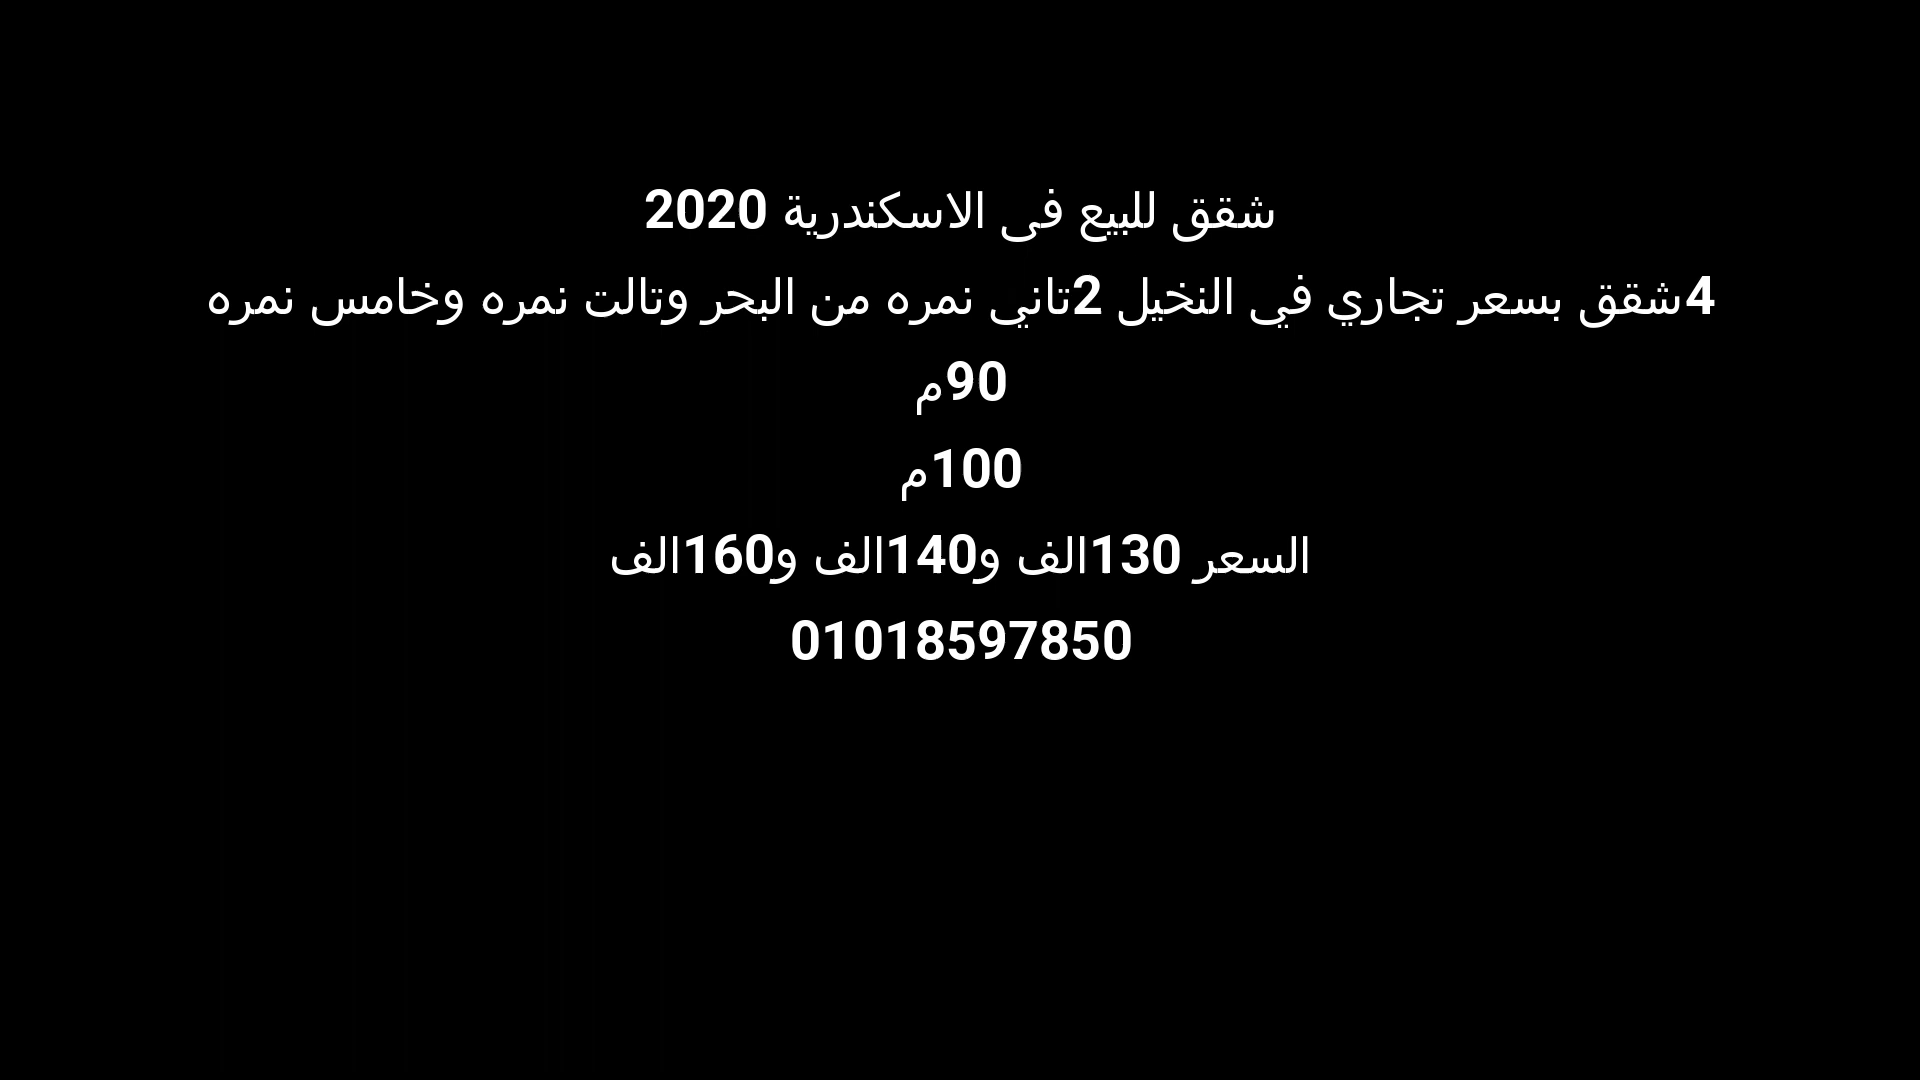 شقق للبيع فى الاسكندرية 2020
4شقق بسعر تجاري في النخيل 2تاني نمره من البحر وتالت نمره وخامس نمره
90م
100م
السعر 130الف و140الف و160الف
01018597850